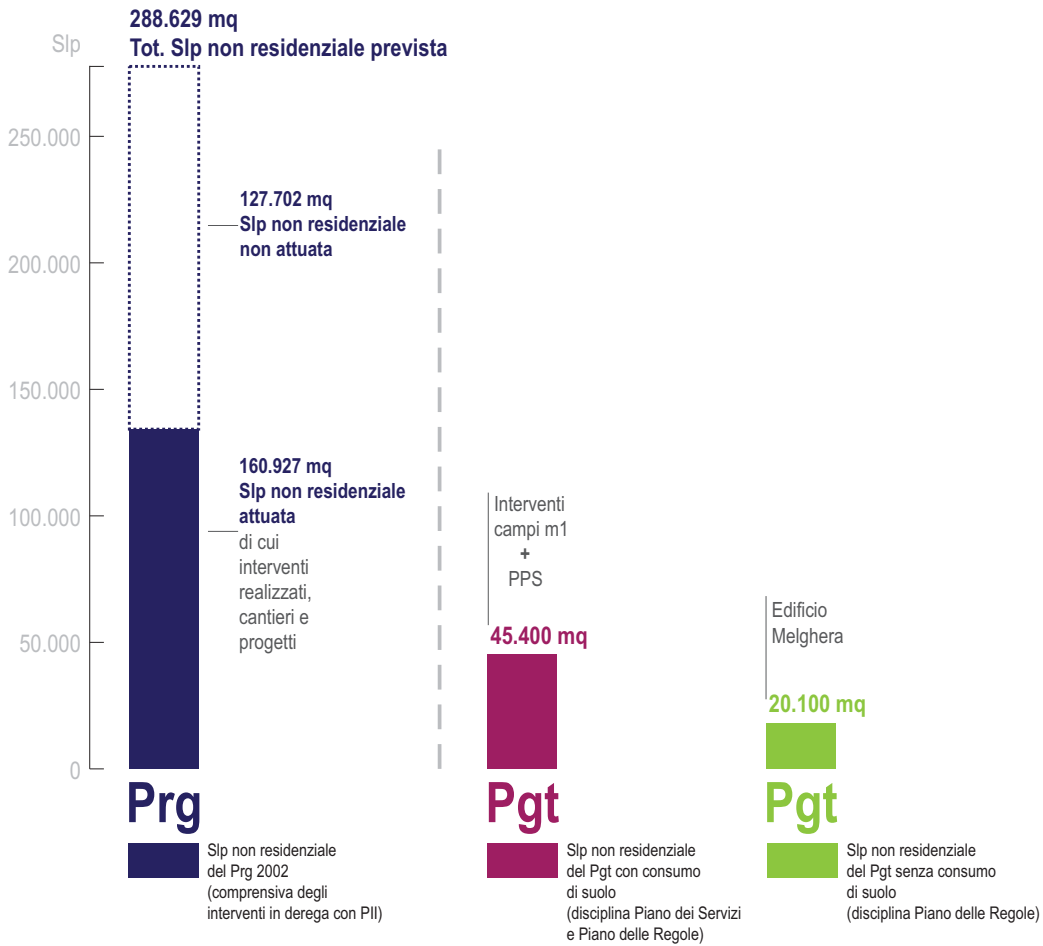 288.629 mq
Tot. Slp non residenziale prevista
Slp
250.000
200.000
150.000
100.000
50.000
0
127.702 mq
Slp non residenziale
non attuata
160.927 mq
Slp non residenziale
attuata
di cui
interventi
realizzati,
cantieri e
progetti
Interventi
campi m1
+
PPS
45.400 mq
Edificio
Melghera
20.100 mq
Prg
Slp non residenziale
del Prg 2002
(comprensiva degli
interventi in derega con PII)
Pgt
Slp non residenziale
del Pgt con consumo
di suolo
(disciplina Piano dei Servizi
e Piano delle Regole)
Pgt
Slp non residenziale
del Pgt senza consumo
di suolo
(disciplina Piano delle Regole)